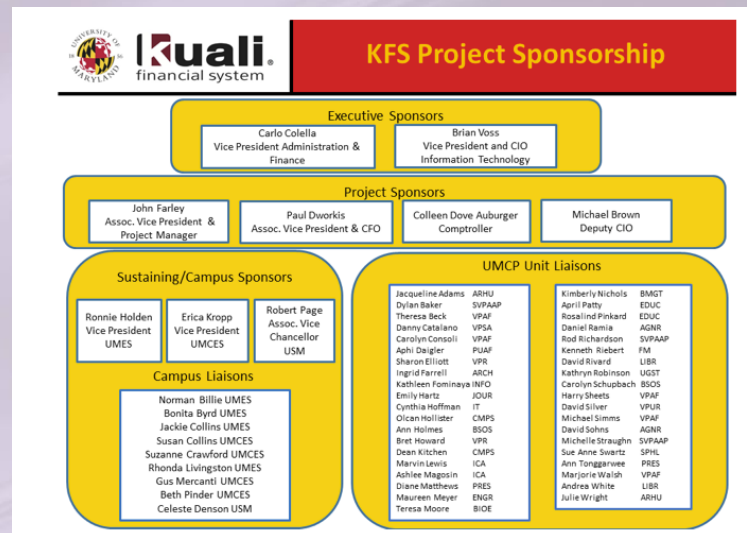 UNIVERSITY OF
18 56
MARYLAND
kuali.
financial system
KFS Project Sponsorship
Executive Sponsors
Carlo Colella
Vice President Administration &
Finance
Brian Voss
Vice President and CIO
Information Technology
Project Sponsors
John Farley
Assoc. Vice President &
Project Manager
Paul Dworkis
Assoc. Vice President & CFO
Colleen Dove Auburger
Comptroller
Michael Brown
Deputy CIO
Sustaining/Campus Sponsors
Ronnie Holden
Vice President
UMES
Erica Kropp
Vice President
UMCES
Robert Page
Assoc. Vice
Chancellor
USM
Campus Liaisons
Norman Billie UMES
Bonita Byrd UMES
Jackie Collins UMES
Susan Collins UMCES
Suzanne Crawford UMCES
Rhonda Livingston UMES
Gus Mercanti UMCES
Beth Pinder UMCES
Celeste Denson USM
UMCP Unit Liaisons
Jacqueline Adams ARHU
Dylan Baker SVPAAP
Theresa Beck VPAF
Danny Catalano VPSA
Carolyn Consoli VPAF
Aphi Daigler PUAF
Sharon Elliott VPR
Ingrid Farrell ARCH
Kathleen Fominaya INFO
Emily Hartz JOUR
Cynthia Hoffman IT
Olcan Hollister CMPS
Ann Holmes BSOS
Bret Howard VPR
Dean Kitchen CMPS
Marvin Lewis ICA
Ashlee Magosin ICA
Diane Matthews PRES
Maureen Meyer ENGR
Teresa Moore BIOE
Kimberly Nichols BMGT
April Patty EDUC
Rosalind Pinkard EDUC
Daniel Ramia AGNR
Rod Richardson SVPAAP
Kenneth Riebert FM
David Rivard LIBR
Kathryn Robinson UGST
Carolyn Schupbach BSOS
Harry Sheets VPAF
David Silver VPUR
Michael Simms VPAF
David Sohns AGNR
Michelle Straughn SVPAAP
Sue Anne Swartz SPHL
Ann Tonggarwee PRES
Marjorie Walsh VPAF
Andrea White LIBR
Julie Wright ARHU